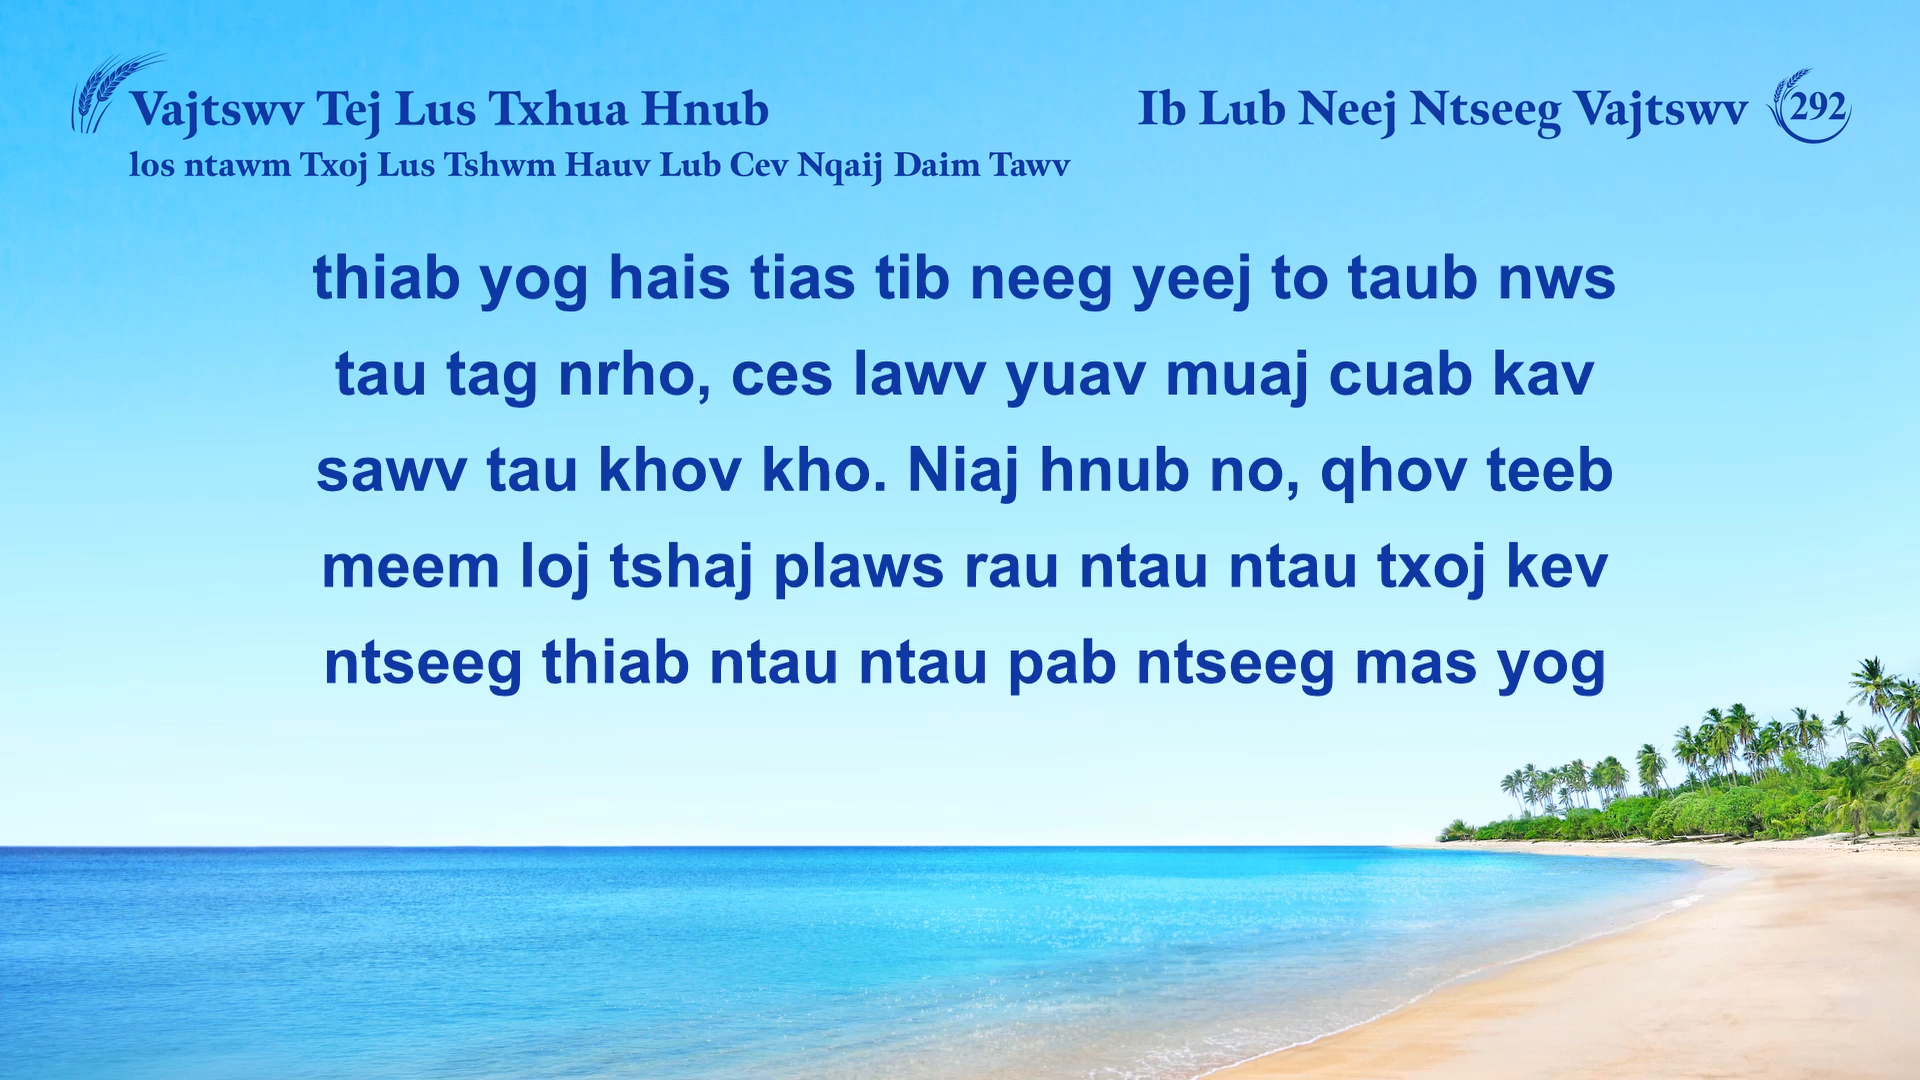 Vajtswv Tej Lus Txhua Hnub
los ntawm Txoj Lus Tshwm Hauv Lub Cev Nqaij Daim Tawv
Ib Lub Neej Ntseeg Vajtswv 292
thiab yog hais tias tib neeg yeej to taub nws
tau tag nrho, ces lawv yuav muaj cuab kav
sawv tau khov kho. Niaj hnub no, qhov teeb
meem loj tshaj plaws rau ntau ntau txoj kev
ntseeg thiab ntau ntau pab ntseeg mas yog